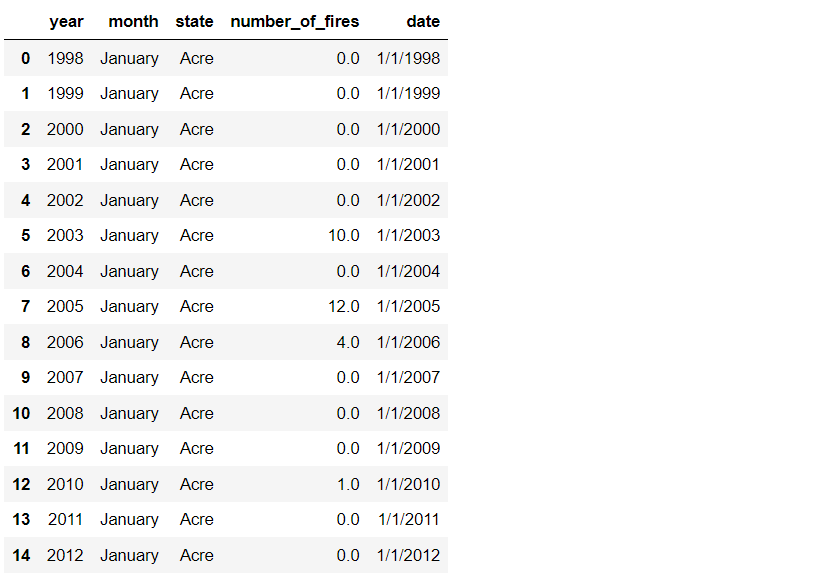 year month state number_of_fires date
0 1998 January Acre 0.0 1/1/1998
1 1999 January Acre 0.0 1/1/1999
2 2000 January Acre 0.0 1/1/2000
3 2001 January Acre 0.0 1/1/2001
4 2002 January Acre 0.0 1/1/2002
5 2003 January Acre 10.0 1/1/2003
6 2004 January Acre 0.0 1/1/2004
7 2005 January Acre 12.0 1/1/2005
8 2006 January Acre 4.0 1/1/2006
9 2007 January Acre 0.0 1/1/2007
10 2008 January Acre 0.0 1/1/2008
11 2009 January Acre 0.0 1/1/2009
12 2010 January Acre 1.0 1/1/2010
13 2011 January Acre 0.0 1/1/2011
14 2012 January Acre 0.0 1/1/2012